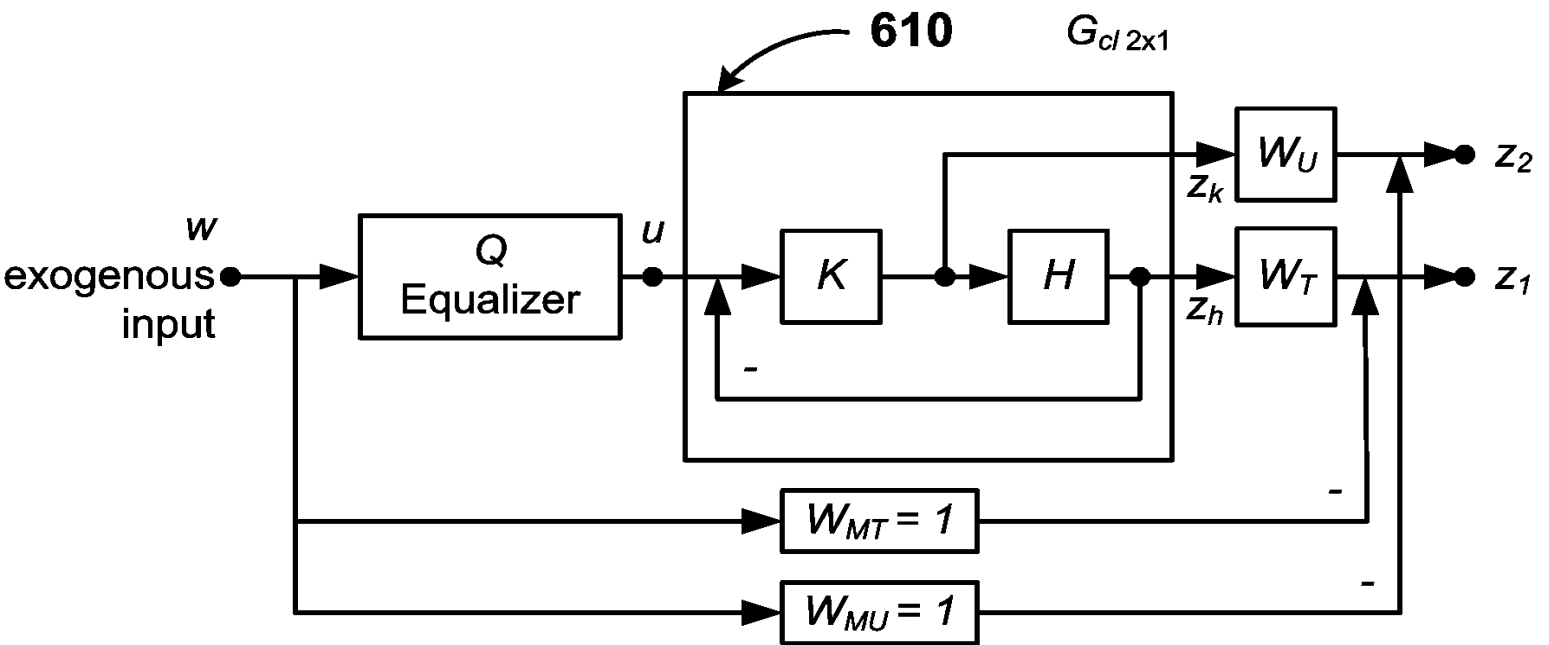 610
G_cl 2x1
W_U
z_2
z_k
w
exogenous
input
Q
Equalizer
u
K
H
W_T
z_1
z_h
-
-
W_MT = 1
-
W_MU = 1